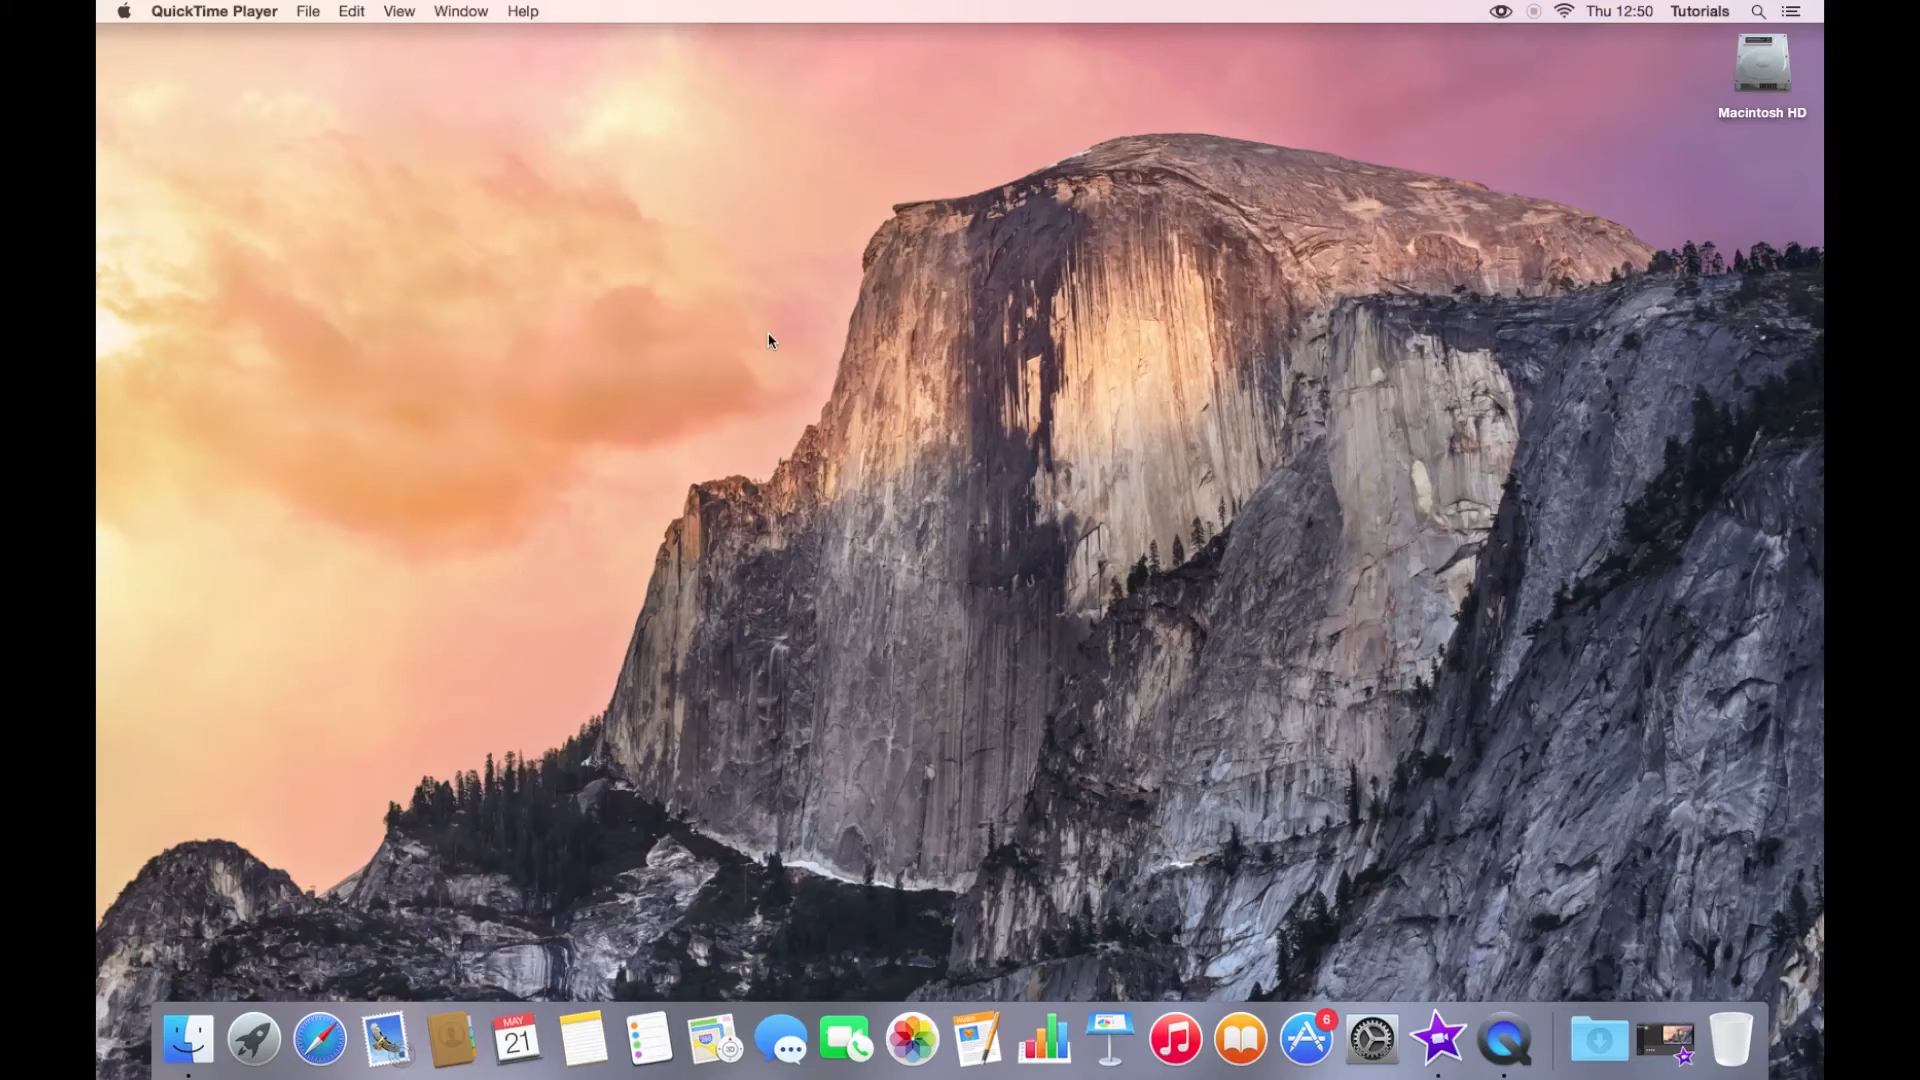 QuickTime Player File Edit View Window Help Thu 12:50 Tutorials
Macintosh HD
MAY
21
6